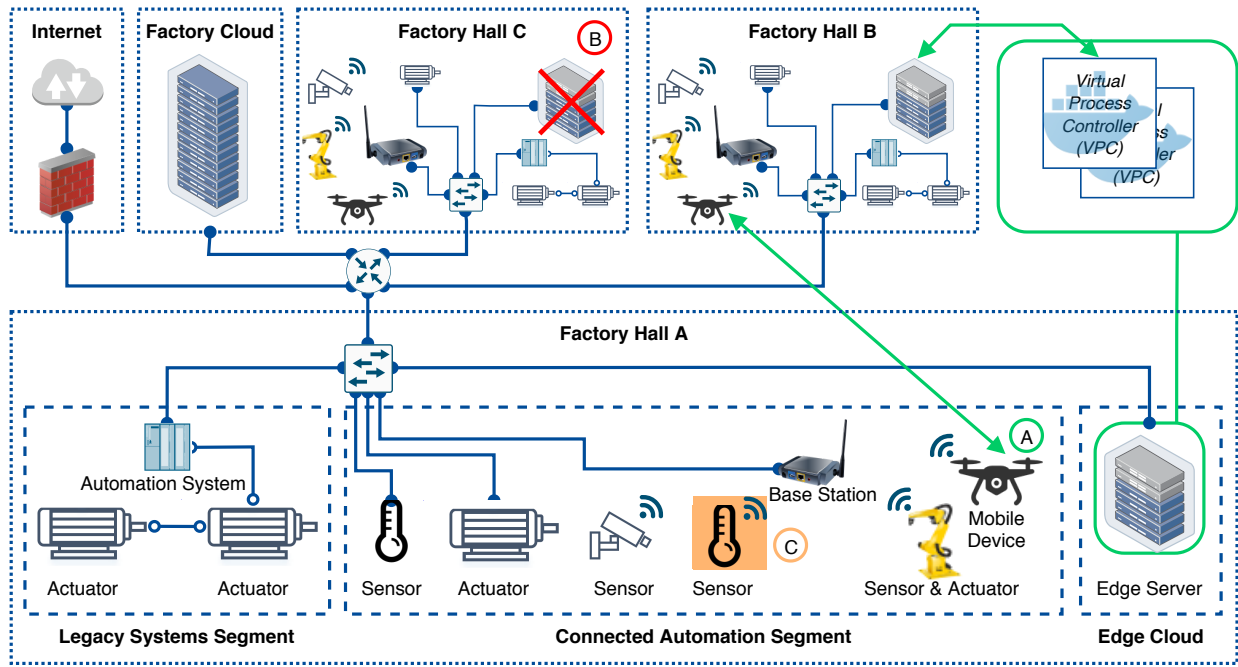 Internet
Factory Cloud
Factory Hall C
B
Factory Hall B
Virtual
Process
Controller
(VPC)
(VPC)
Factory Hall A
Automation System
Actuator
Actuator
Legacy Systems Segment
Sensor
Actuator
Sensor
Sensor
C
Base Station
A
Mobile
Device
Sensor & Actuator
Connected Automation Segment
Edge Server
Edge Cloud